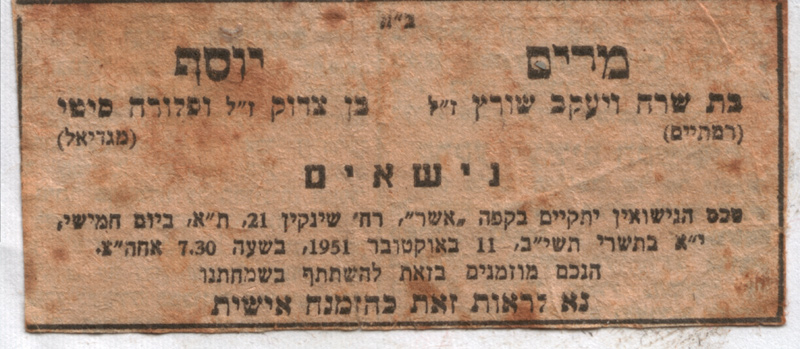 ב"א
מרים יוסף
בת שרה ויעקב שורץ ז"ל בן צדוק ז"ל ופלורה סיטי
(רמתיים) (מגדיאל)
נישאים
טכס הנישואין יתקיים בקפה „אשר", רח' שינקין 21, ת"א, ביום חמישי,
י"א בתשרי תשי"ב, 11 באוקטובר 1951, בשעה 7.30 אחה"צ.
הנכם מוזמנים בזאת להשתתף בשמחתנו
נא לראות זאת כהזמנה אישית